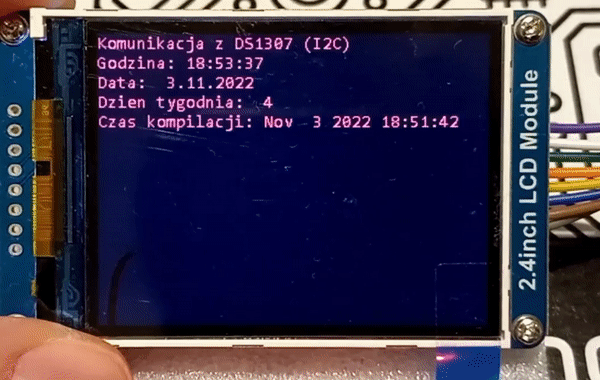 Komunikacja z DS1307 (I2C)
Godzina: 18:53:37
Data:  3.11.2022
Dzien tygodnia:  4
Czas kompilacji: Nov  3 2022 18:51:42
2.4inch LCD Module